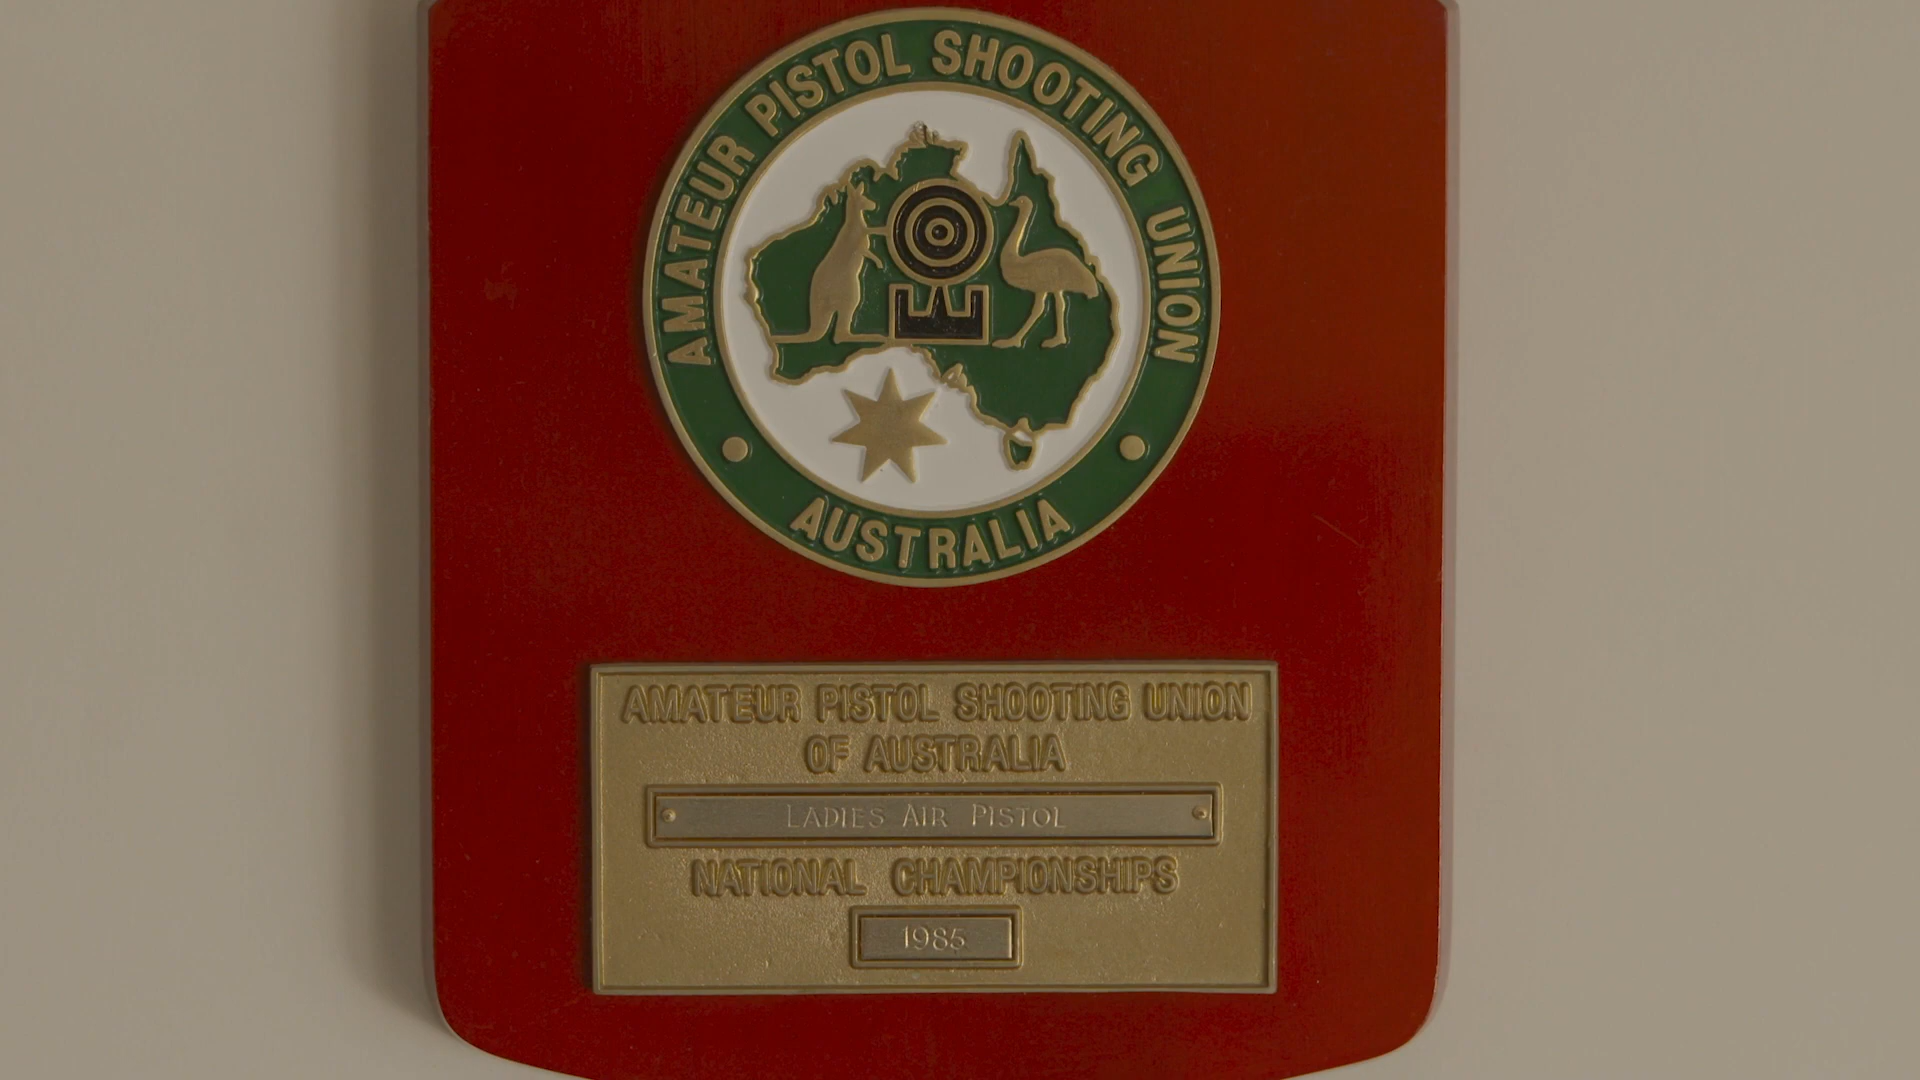 AMATEUR PISTOL SHOOTING UNION
AUSTRALIA
AMATEUR PISTOL SHOOTING UNION
OF AUSTRALIA
LADIES AIR PISTOL
NATIONAL CHAMPIONSHIPS
1985